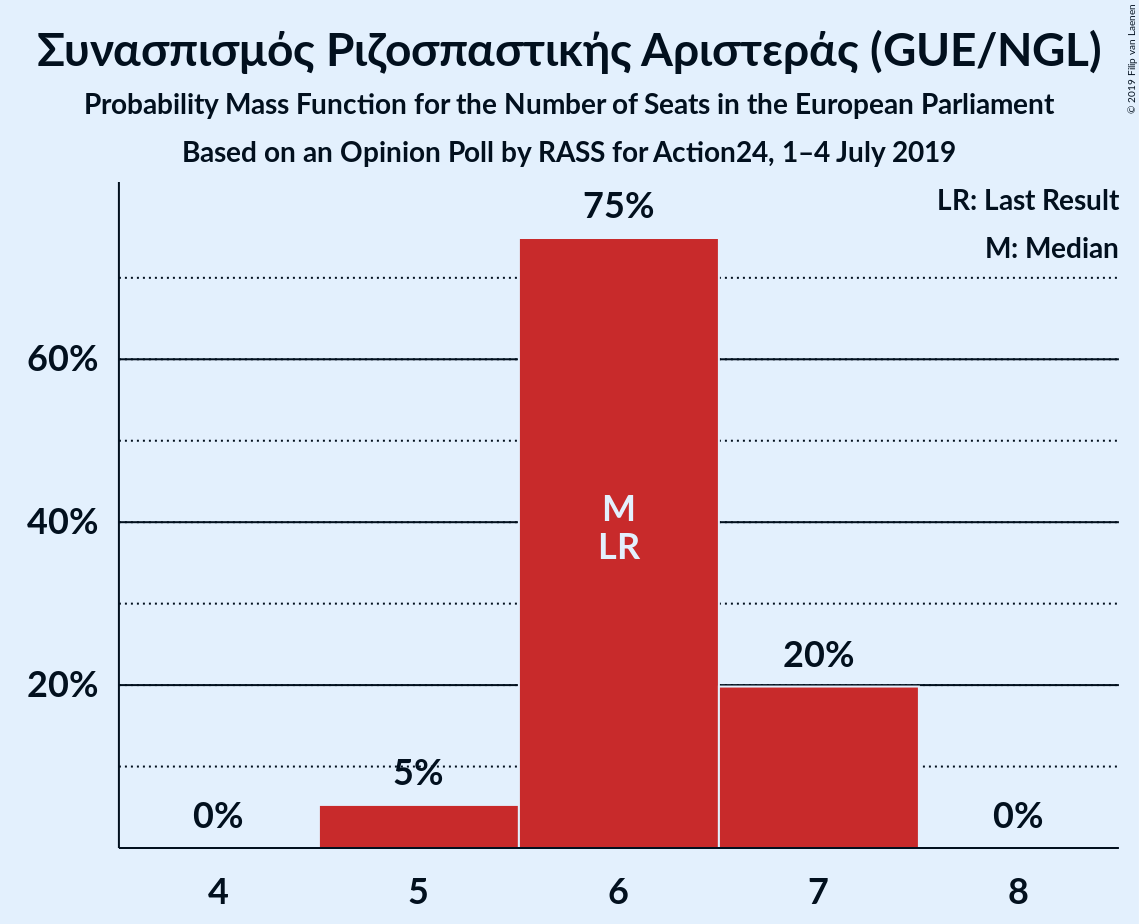 Συνασπισμός Ριζοσπαστικής Αριστεράς (GUE/NGL)
Probability Mass Function for the Number of Seats in the European Parliament
Based on an Opinion Poll by RASS for Action24, 1–4 July 2019
© 2019 Filip van Laenen
LR: Last Result
M: Median
75%
60%
40%
20%
M
LR
20%
5%
0%
0%
4
5
6
7
8